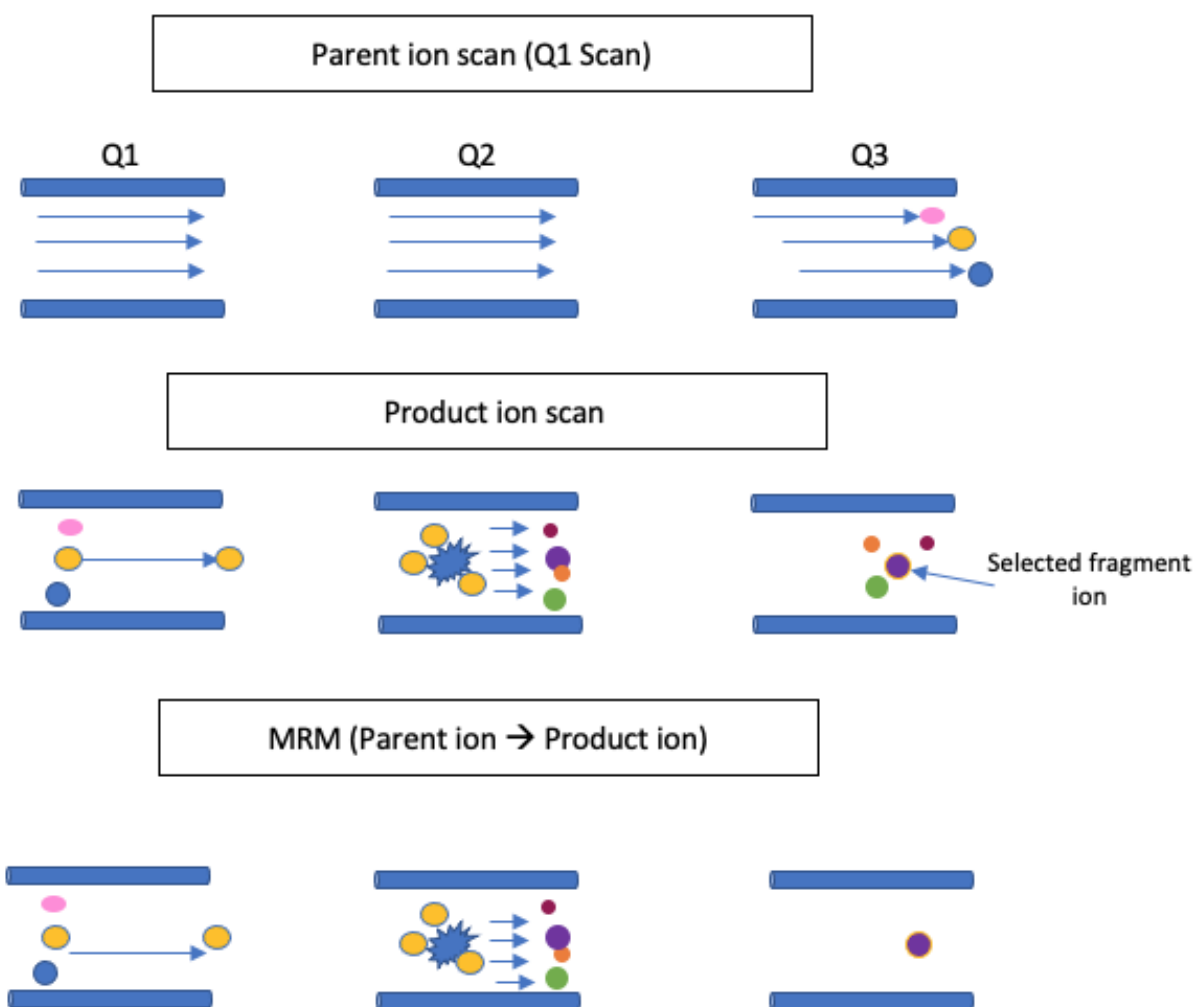 Parent ion scan (Q1 Scan)
Q1 Q2 Q3
Product ion scan
Selected fragment
ion
MRM (Parent ion → Product ion)